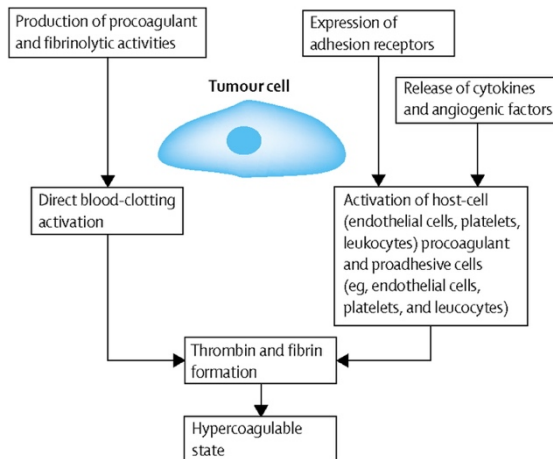 Production of procoagulant
and fibrinolytic activities
Expression of
adhesion receptors
Tumour cell
Release of cytokines
and angiogenic factors
Direct blood-clotting
activation
Activation of host-cell
(endothelial cells, platelets,
leukocytes) procoagulant
and proadhesive cells
(eg, endothelial cells,
platelets, and leucocytes)
Thrombin and fibrin
formation
Hypercoagulable
state